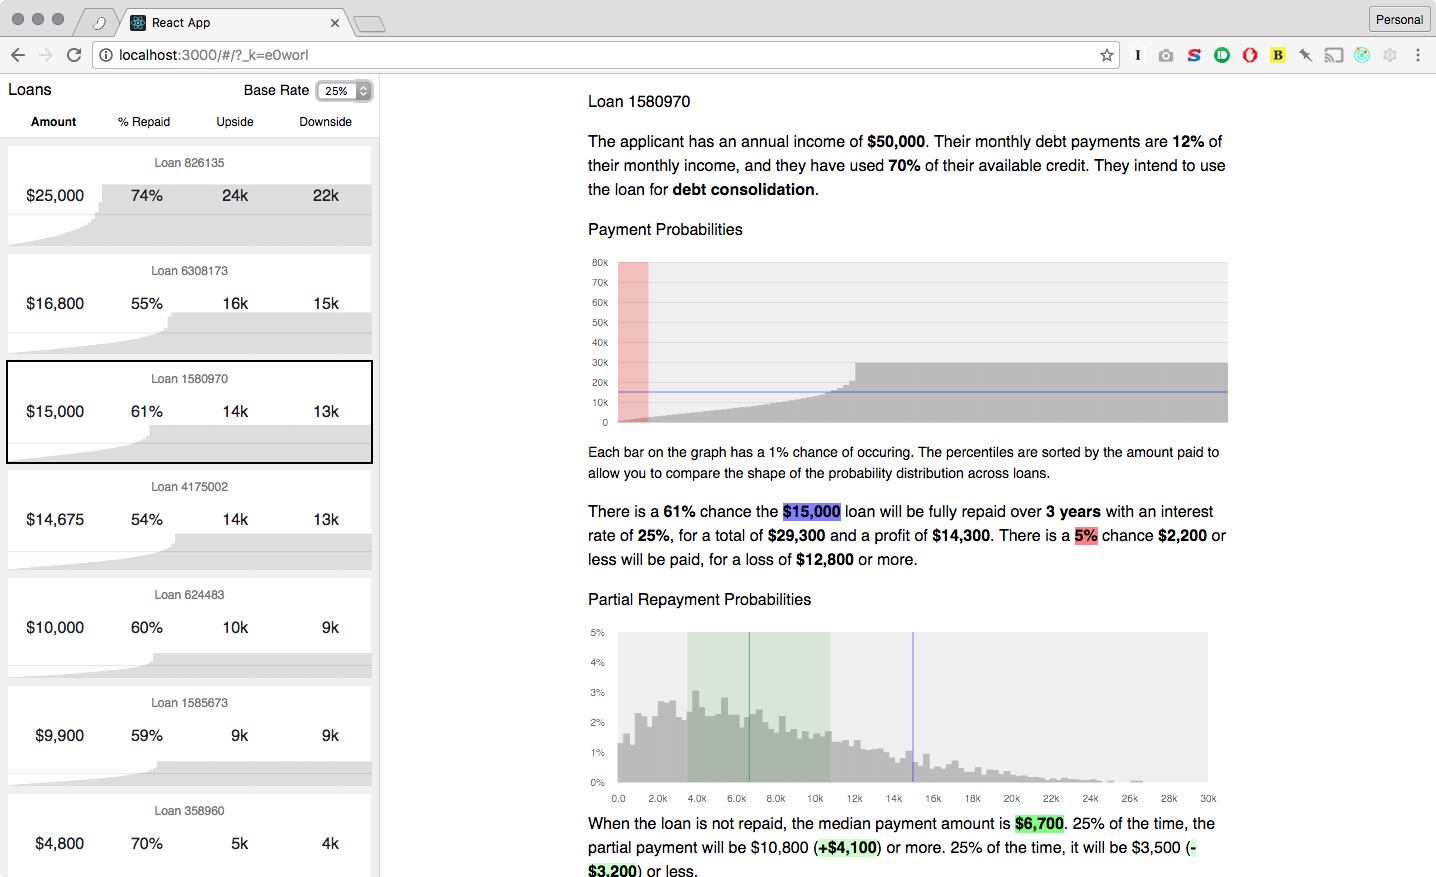 React App
Personal
localhost:3000/#/?_k=e0worl
Loans
Base Rate 25%
Amount % Repaid Upside Downside
Loan 826135
$25,000 74% 24k 22k
Loan 6308173
$16,800 55% 16k 15k
Loan 1580970
$15,000 61% 14k 13k
Loan 4175002
$14,675 54% 14k 13k
Loan 624483
$10,000 60% 10k 9k
Loan 1585673
$9,900 59% 9k 9k
Loan 358960
$4,800 70% 5k 4k
Loan 1580970
The applicant has an annual income of $50,000. Their monthly debt payments are 12% of
their monthly income, and they have used 70% of their available credit. They intend to use
the loan for debt consolidation.
Payment Probabilities
80k
70k
60k
50k
40k
30k
20k
10k
0
Each bar on the graph has a 1% chance of occuring. The percentiles are sorted by the amount paid to
allow you to compare the shape of the probability distribution across loans.
There is a 61% chance the $15,000 loan will be fully repaid over 3 years with an interest
rate of 25%, for a total of $29,300 and a profit of $14,300. There is a 5% chance $2,200 or
less will be paid, for a loss of $12,800 or more.
Partial Repayment Probabilities
5%
4%
3%
2%
1%
0%
0.0 2.0k 4.0k 6.0k 8.0k 10k 12k 14k 16k 18k 20k 22k 24k 26k 28k 30k
When the loan is not repaid, the median payment amount is $6,700. 25% of the time, the
partial payment will be $10,800 (+$4,100) or more. 25% of the time, it will be $3,500 (-
$3,200) or less.